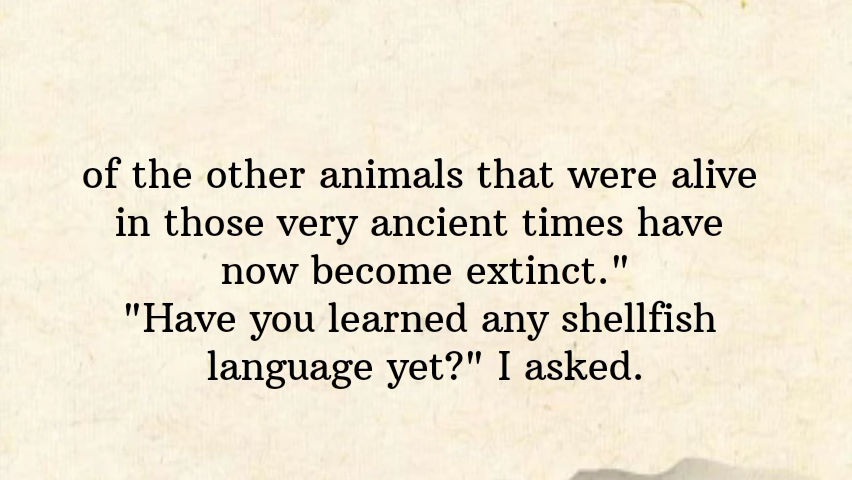 of the other animals that were alive
in those very ancient times have
now become extinct."
"Have you learned any shellfish
language yet?" I asked.